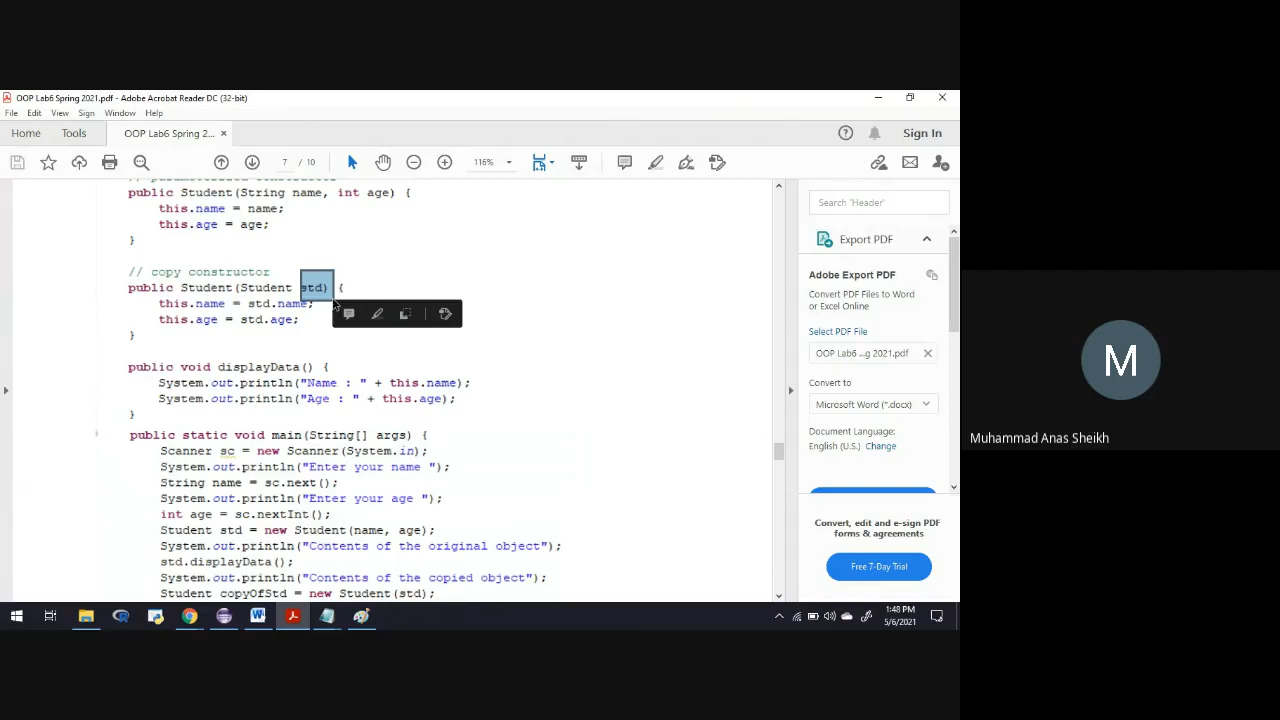 OOP Lab6 Spring 2021.pdf - Adobe Acrobat Reader DC (32-bit)
File Edit View Sign Window Help
Home Tools OOP Lab6 Spring 2... × Sign In
7 / 10 116%
// parameterized constructor
public Student(String name, int age) {
this.name = name;
this.age = age;
}
// copy constructor
public Student(Student std) {
this.name = std.name;
this.age = std.age;
}
public void displayData() {
System.out.println("Name : " + this.name);
System.out.println("Age : " + this.age);
}
public static void main(String[] args) {
Scanner sc = new Scanner(System.in);
System.out.println("Enter your name ");
String name = sc.next();
System.out.println("Enter your age ");
int age = sc.nextInt();
Student std = new Student(name, age);
System.out.println("Contents of the original object");
std.displayData();
System.out.println("Contents of the copied object");
Student copyOfStd = new Student(std);
Search 'Header'
Export PDF
Adobe Export PDF
Convert PDF Files to Word
or Excel Online
Select PDF File
OOP Lab6 ...g 2021.pdf ×
Convert to
Microsoft Word (*.docx)
Document Language:
English (U.S.) Change
Convert, edit and e-sign PDF
forms & agreements
Free 7-Day Trial
1:48 PM
5/6/2021
M
Muhammad Anas Sheikh